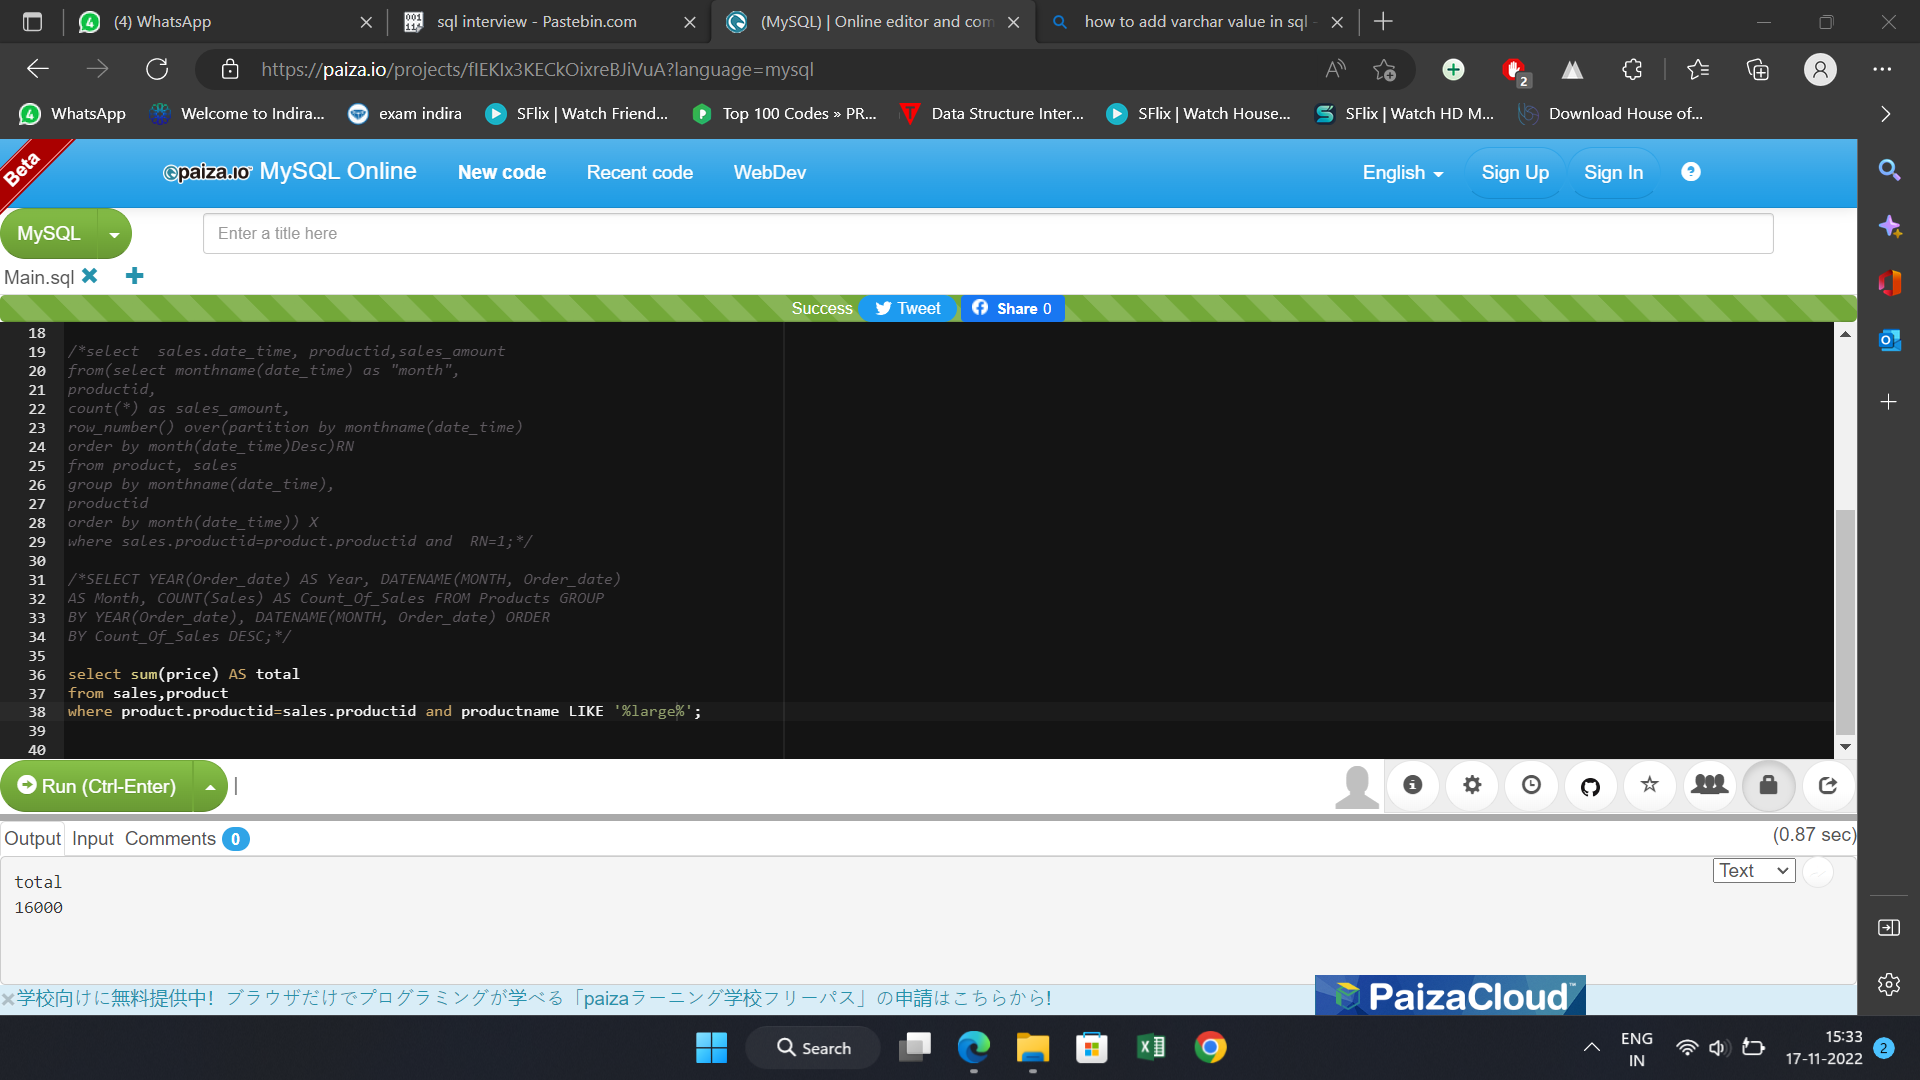 (4) WhatsApp
sql interview - Pastebin.com
(MySQL) | Online editor and com
how to add varchar value in sql -
https://paiza.io/projects/fIEKIx3KECkOixreBJiVuA?language=mysql
2
WhatsApp
Welcome to Indira...
exam indira
SFlix | Watch Friend...
Top 100 Codes » PR...
Data Structure Inter...
SFlix | Watch House...
SFlix | Watch HD M...
Download House of...
Beta
paiza.io MySQL Online
New code
Recent code
WebDev
English
Sign Up
Sign In
MySQL
Enter a title here
Main.sql
Success
Tweet
Share 0
18
19 /*select  sales.date_time, productid,sales_amount
20 from(select monthname(date_time) as "month",
21 productid,
22 count(*) as sales_amount,
23 row_number() over(partition by monthname(date_time)
24 order by month(date_time)Desc)RN
25 from product, sales
26 group by monthname(date_time),
27 productid
28 order by month(date_time)) X
29 where sales.productid=product.productid and  RN=1;*/
30
31 /*SELECT YEAR(Order_date) AS Year, DATENAME(MONTH, Order_date)
32 AS Month, COUNT(Sales) AS Count_Of_Sales FROM Products GROUP
33 BY YEAR(Order_date), DATENAME(MONTH, Order_date) ORDER
34 BY Count_Of_Sales DESC;*/
35
36 select sum(price) AS total
37 from sales,product
38 where product.productid=sales.productid and productname LIKE '%large%';
39
40
Run (Ctrl-Enter)
Output
Input
Comments 0
(0.87 sec)
Text
total
16000
学校向けに無料提供中！ブラウザだけでプログラミングが学べる「paizaラーニング学校フリーパス」の申請はこちらから!
PaizaCloud™
Search
ENG
IN
15:33
17-11-2022
2